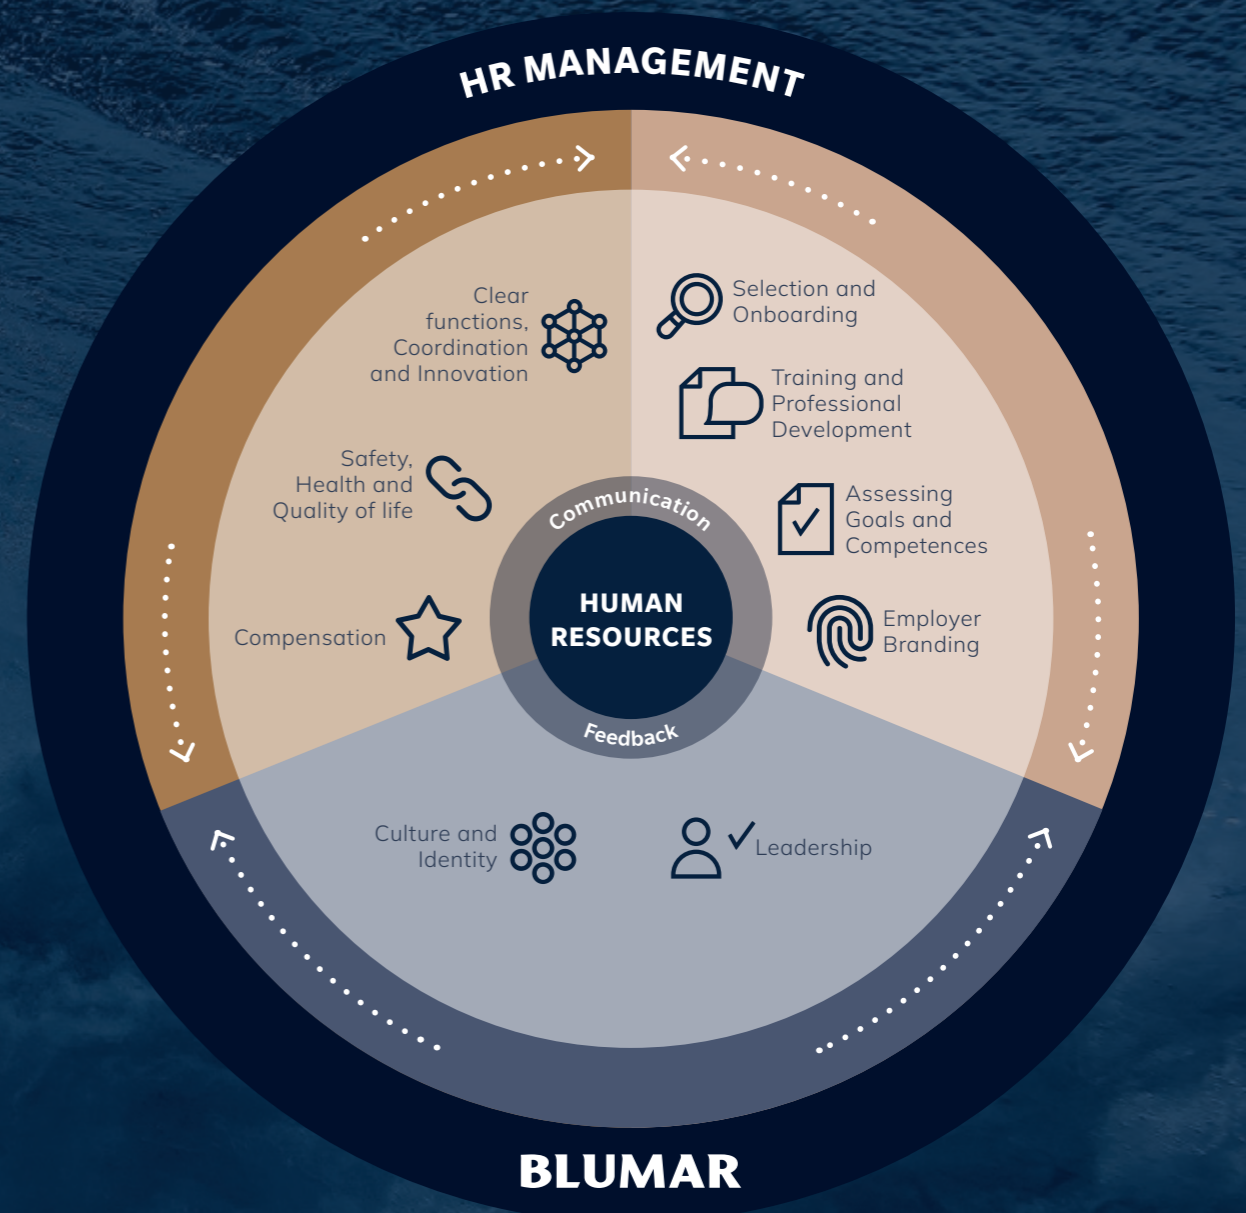 HR MANAGEMENT
Clear
functions,
Coordination
and Innovation
Safety,
Health and
Quality of life
Compensation
Selection and
Onboarding
Training and
Professional
Development
Assessing
Goals and
Competences
Employer
Branding
Communication
HUMAN
RESOURCES
Feedback
Culture and
Identity
Leadership
BLUMAR